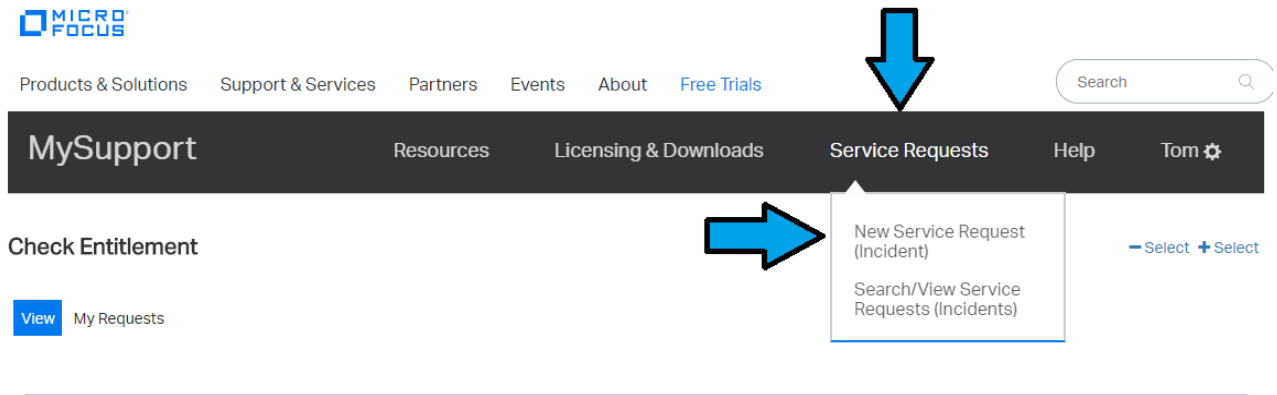 MICRO
FOCUS
Products & Solutions Support & Services Partners Events About Free Trials Search
MySupport Resources Licensing & Downloads Service Requests Help Tom
New Service Request
(Incident)
Check Entitlement Select Select
Search/View Service
Requests (Incidents)
View My Requests